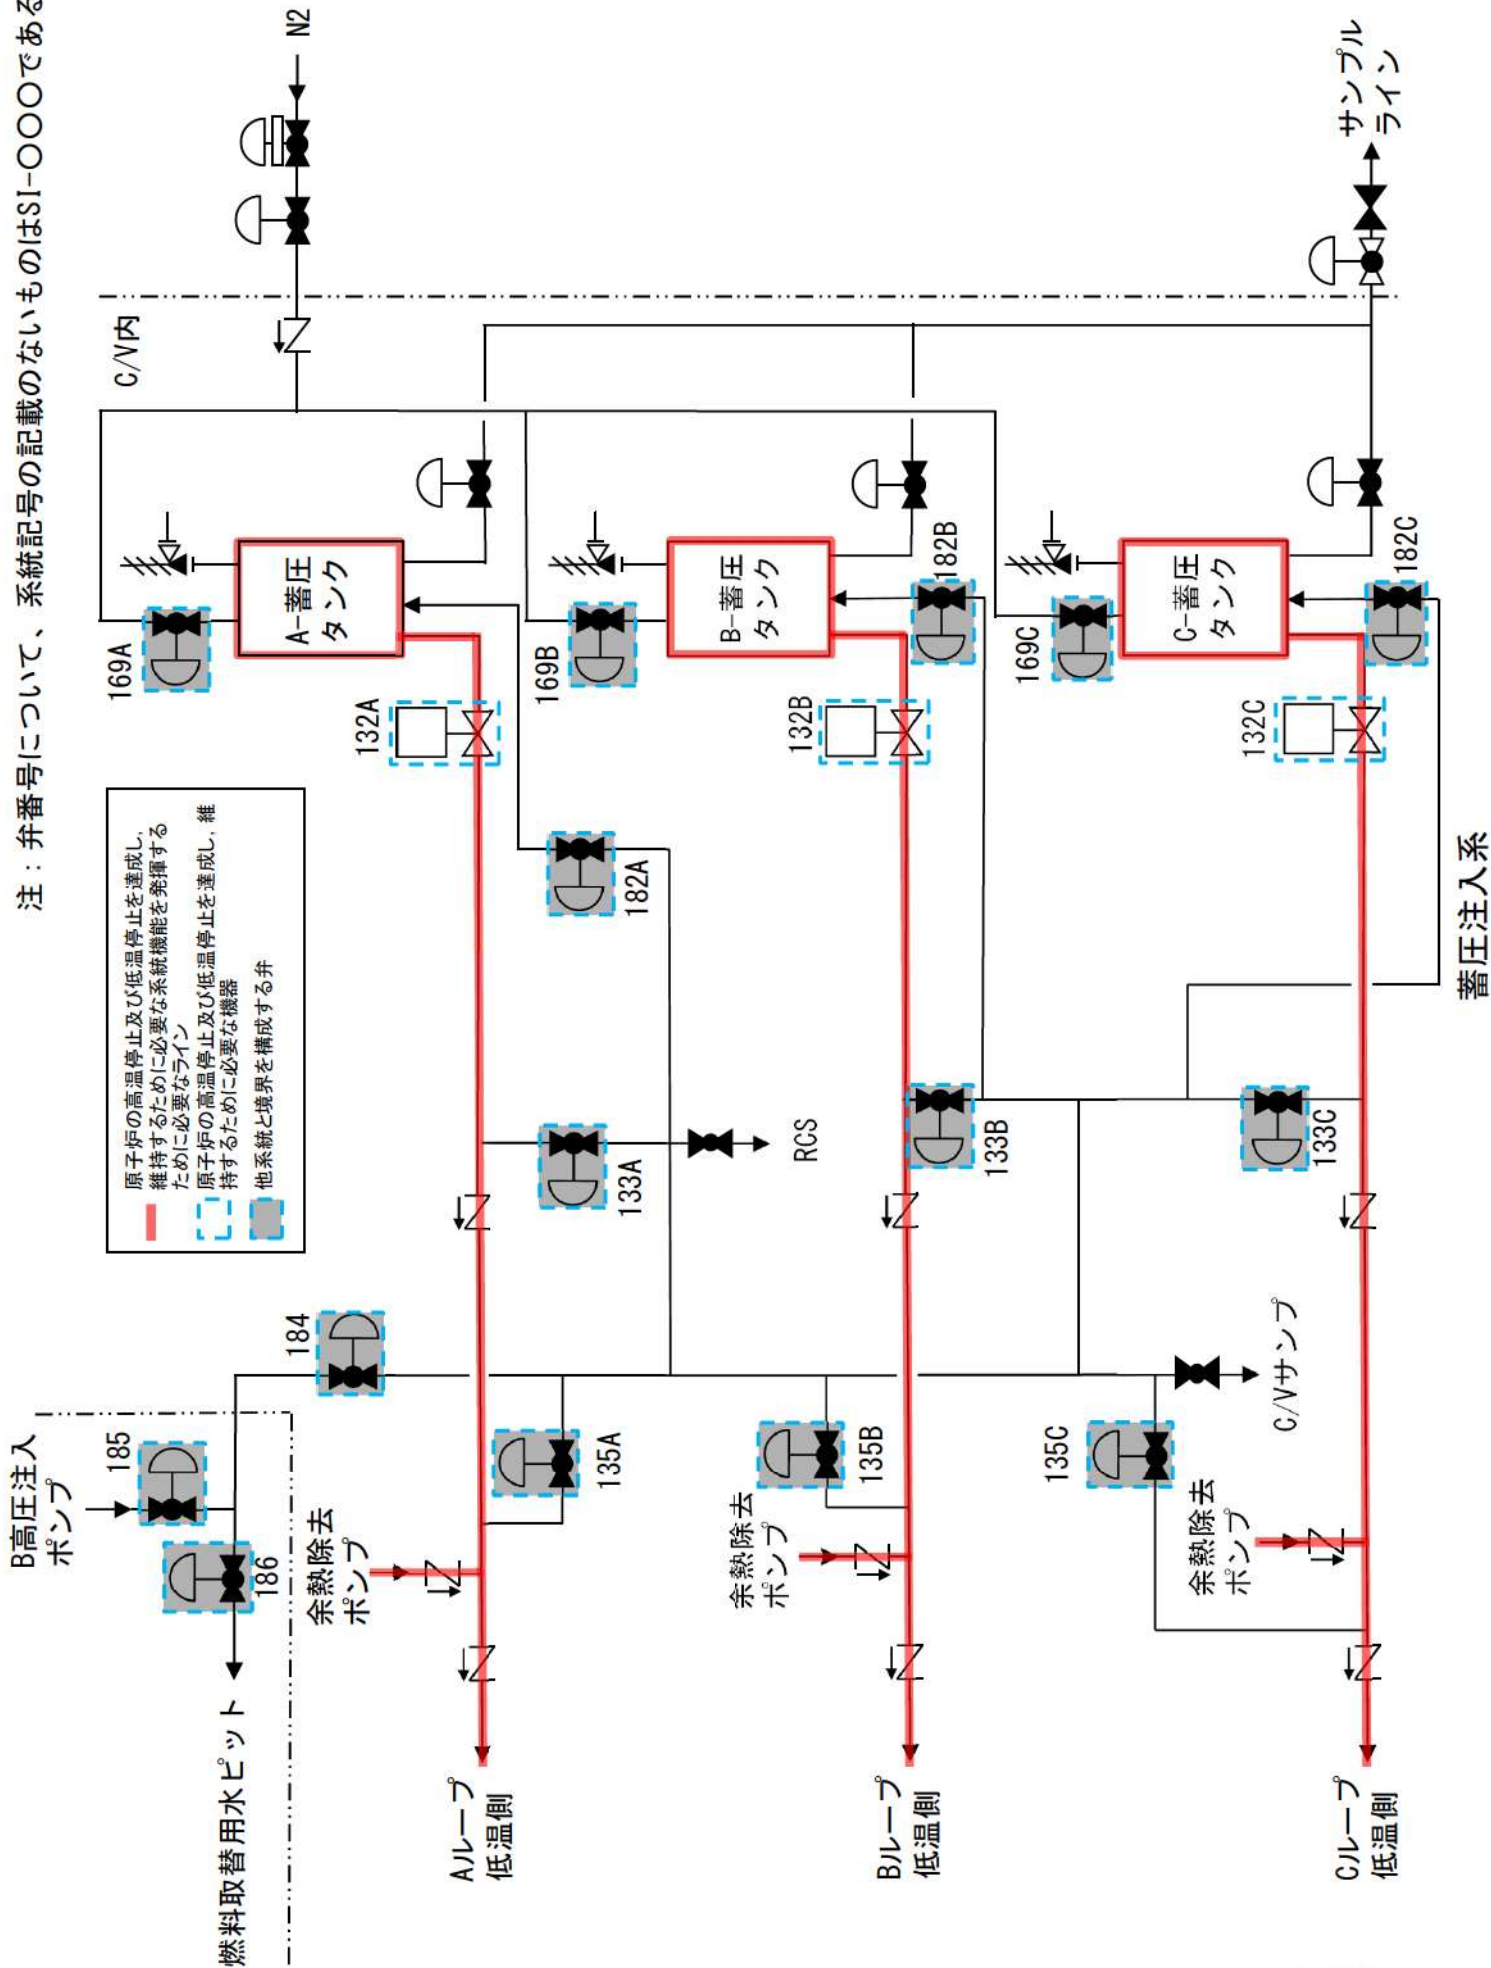 注：弁番号について、系統記号の記載のないものはSI-〇〇〇である
B高圧注入
ポンプ
185
186
燃料取替用水ピット
184
原子炉の高温停止及び低温停止を達成し,
維持するために必要な系統機能を発揮する
ために必要なライン
原子炉の高温停止及び低温停止を達成し, 維
持するために必要な機器
他系統と境界を構成する弁
C/V内
N2
169A
A-蓄圧
タンク
132A
182A
133A
RCS
135A
余熱除去
ポンプ
Aループ
低温側
169B
B-蓄圧
タンク
182B
132B
133B
135B
余熱除去
ポンプ
Bループ
低温側
169C
C-蓄圧
タンク
182C
132C
133C
C/Vサンプ
135C
余熱除去
ポンプ
Cループ
低温側
サンプル
ライン
蓄圧注入系